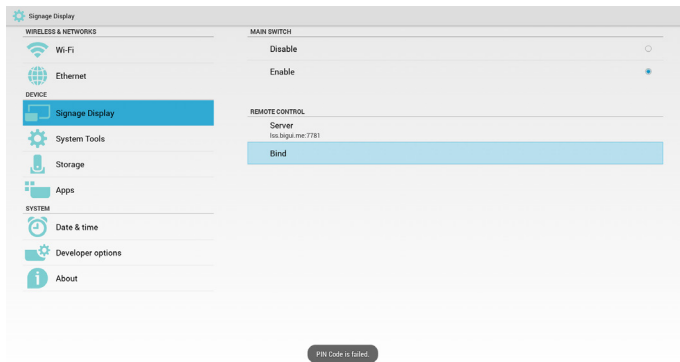 Signage Display
WIRELESS & NETWORKS
Wi-Fi
Ethernet
DEVICE
Signage Display
System Tools
Storage
Apps
SYSTEM
Date & time
Developer options
About
MAIN SWITCH
Disable
Enable
REMOTE CONTROL
Server
lss.bigui.me:7781
Bind
PIN Code is failed.